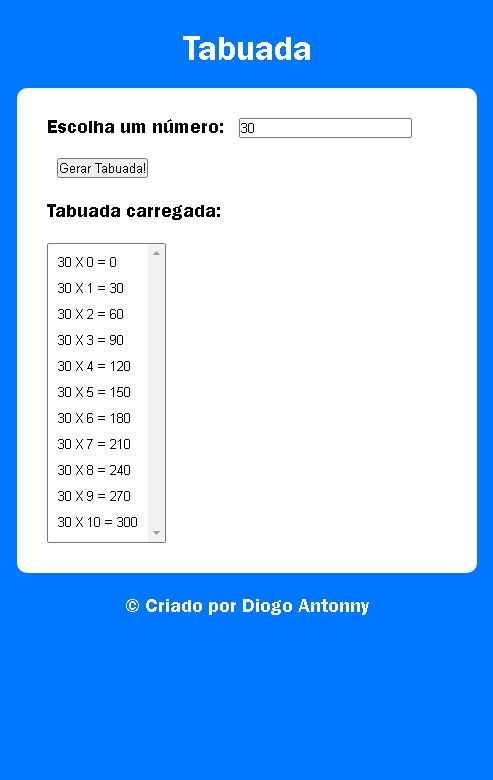 Tabuada
Escolha um número: 30
Gerar Tabuada!
Tabuada carregada:
30 X 0 = 0
30 X 1 = 30
30 X 2 = 60
30 X 3 = 90
30 X 4 = 120
30 X 5 = 150
30 X 6 = 180
30 X 7 = 210
30 X 8 = 240
30 X 9 = 270
30 X 10 = 300
© Criado por Diogo Antonny